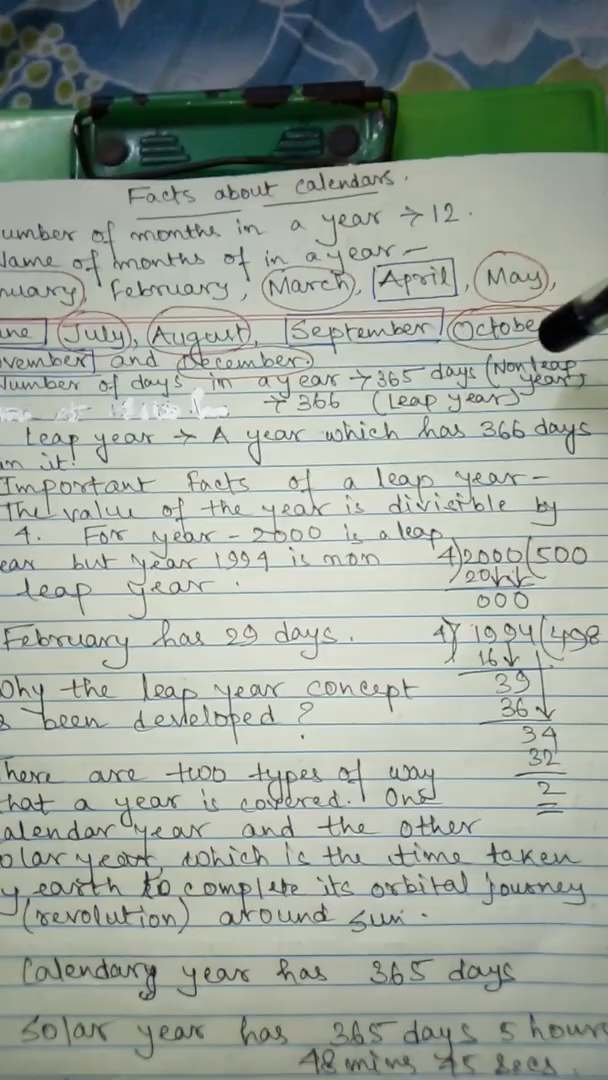 Facts about calendars.
umber of months in a year → 12.
Name of months of in a year —
nuary, February, March, April, May,
une July, August, September October
ovember and December
Number of days in a year → 365 days (Non leap year)
→ 366 (Leap year)
Leap year → A year which has 366 days
in it.
Important Facts of a leap year —
The value of the year is divisible by
4. For year - 2000 is a leap
ear but year 1994 is non
leap year.
4)2000(500
20↓↓
000
February has 29 days.
4) 1994(498
16↓
39
36↓
34
32
2
Why the leap year concept
s been developed?
here are two types of way
hat a year is covered. One
alendar year and the other
olar year which is the time taken
y earth to complete its orbital journey
(revolution) around sun.
Calendary year has 365 days
Solar year has 365 days 5 hours
48 mins 45 secs.